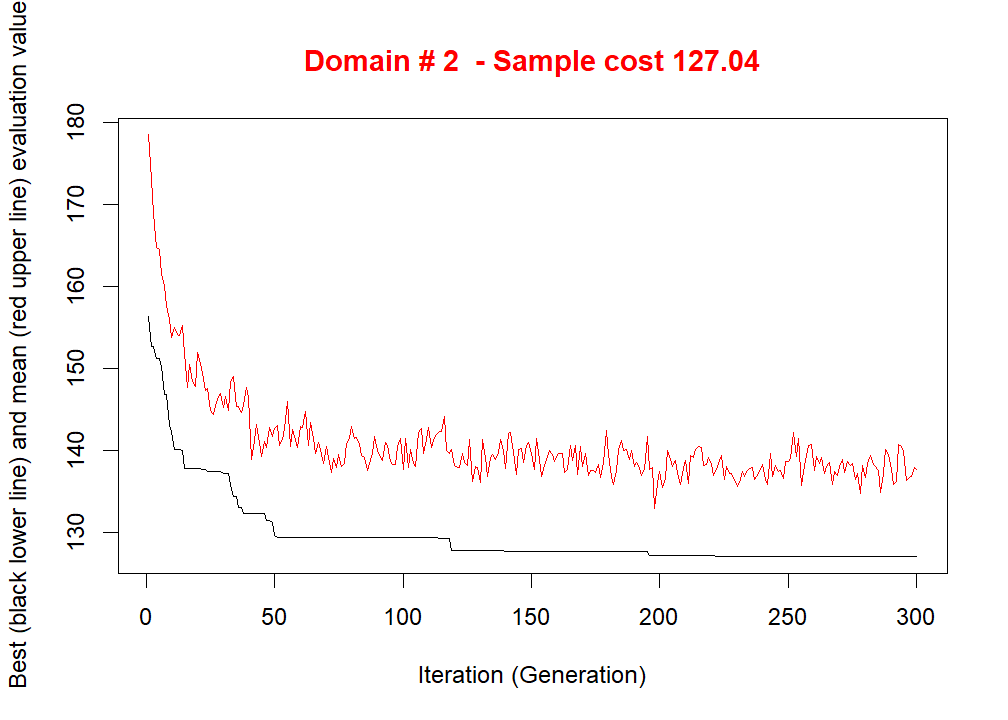 Domain # 2  - Sample cost 127.04
Best (black lower line) and mean (red upper line) evaluation value
180
170
160
150
140
130
0 50 100 150 200 250 300
Iteration (Generation)